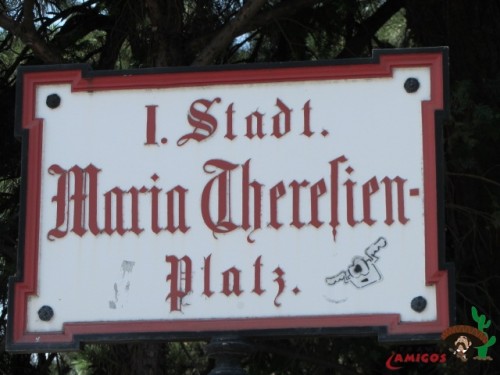 I. Stadt.
Maria Thereſien-
Platz.
AMIGOS